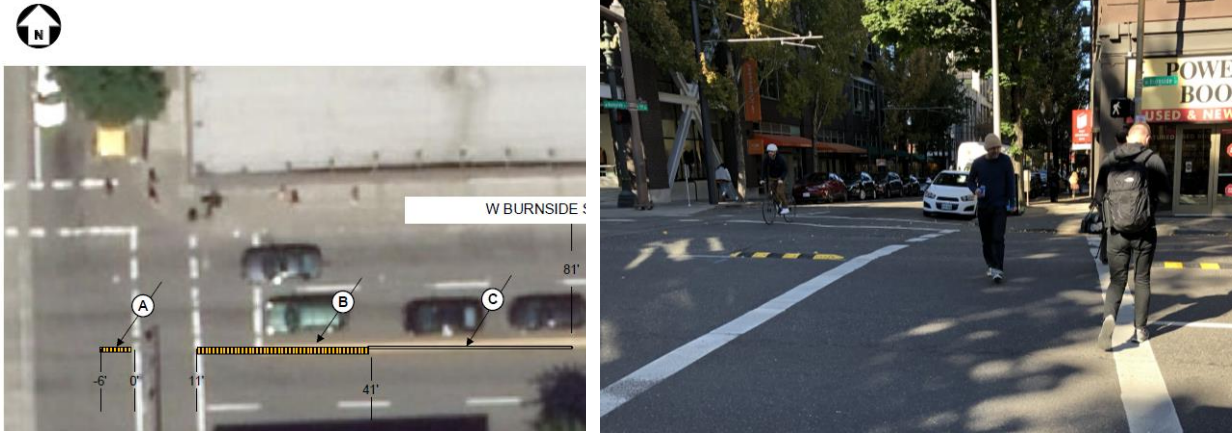 N
W BURNSIDE S
81'
A
B
C
-6'
0'
11'
41'
POWE
BOO
USED & NEW